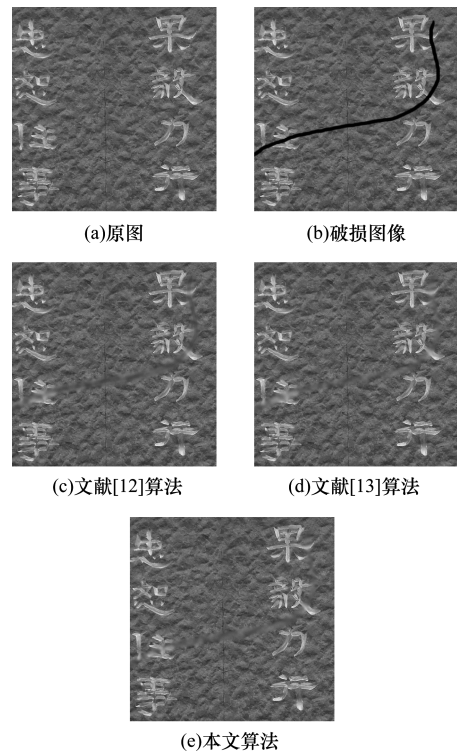 果毅力行
忠恕任事
(a)原图
果毅力行
忠恕任事
(b)破损图像
果毅力行
忠恕任事
(c)文献[12]算法
果毅力行
忠恕任事
(d)文献[13]算法
果毅力行
忠恕任事
(e)本文算法